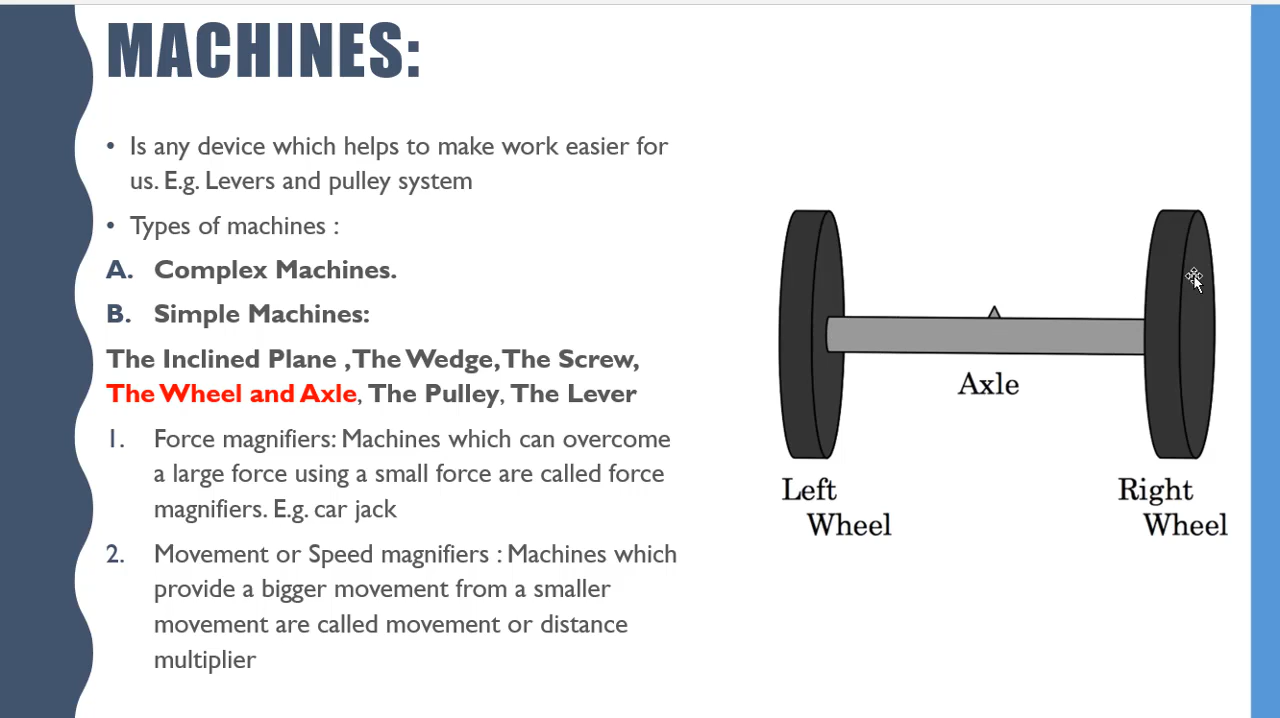 MACHINES:
• Is any device which helps to make work easier for
us. E.g. Levers and pulley system
• Types of machines :
A. Complex Machines.
B. Simple Machines:
The Inclined Plane ,The Wedge,The Screw,
The Wheel and Axle, The Pulley, The Lever
1. Force magnifiers: Machines which can overcome
a large force using a small force are called force
magnifiers. E.g. car jack
2. Movement or Speed magnifiers : Machines which
provide a bigger movement from a smaller
movement are called movement or distance
multiplier
Axle
Left
Wheel
Right
Wheel